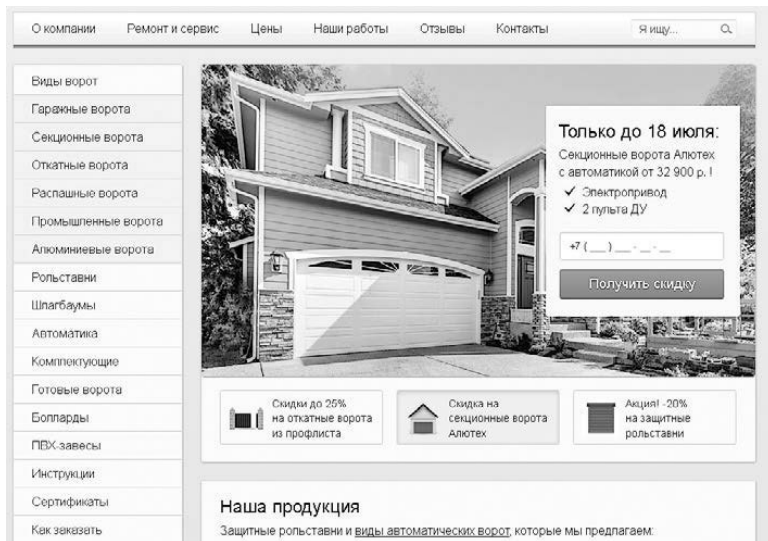 О компании
Ремонт и сервис
Цены
Наши работы
Отзывы
Контакты
Я ищу...
Виды ворот
Гаражные ворота
Секционные ворота
Откатные ворота
Распашные ворота
Промышленные ворота
Алюминиевые ворота
Рольставни
Шлагбаумы
Автоматика
Комплектующие
Готовые ворота
Болларды
ПВХ-завесы
Инструкции
Сертификаты
Как заказать
Только до 18 июля:
Секционные ворота Алютех
с автоматикой от 32 900 р. !
Электропривод
2 пульта ДУ
+7 ( ___ ) ___ - __ - __
Получить скидку
Скидки до 25%
на откатные ворота
из профлиста
Скидка на
секционные ворота
Алютех
Акция! -20%
на защитные
рольставни
Наша продукция
Защитные рольставни и виды автоматических ворот, которые мы предлагаем: